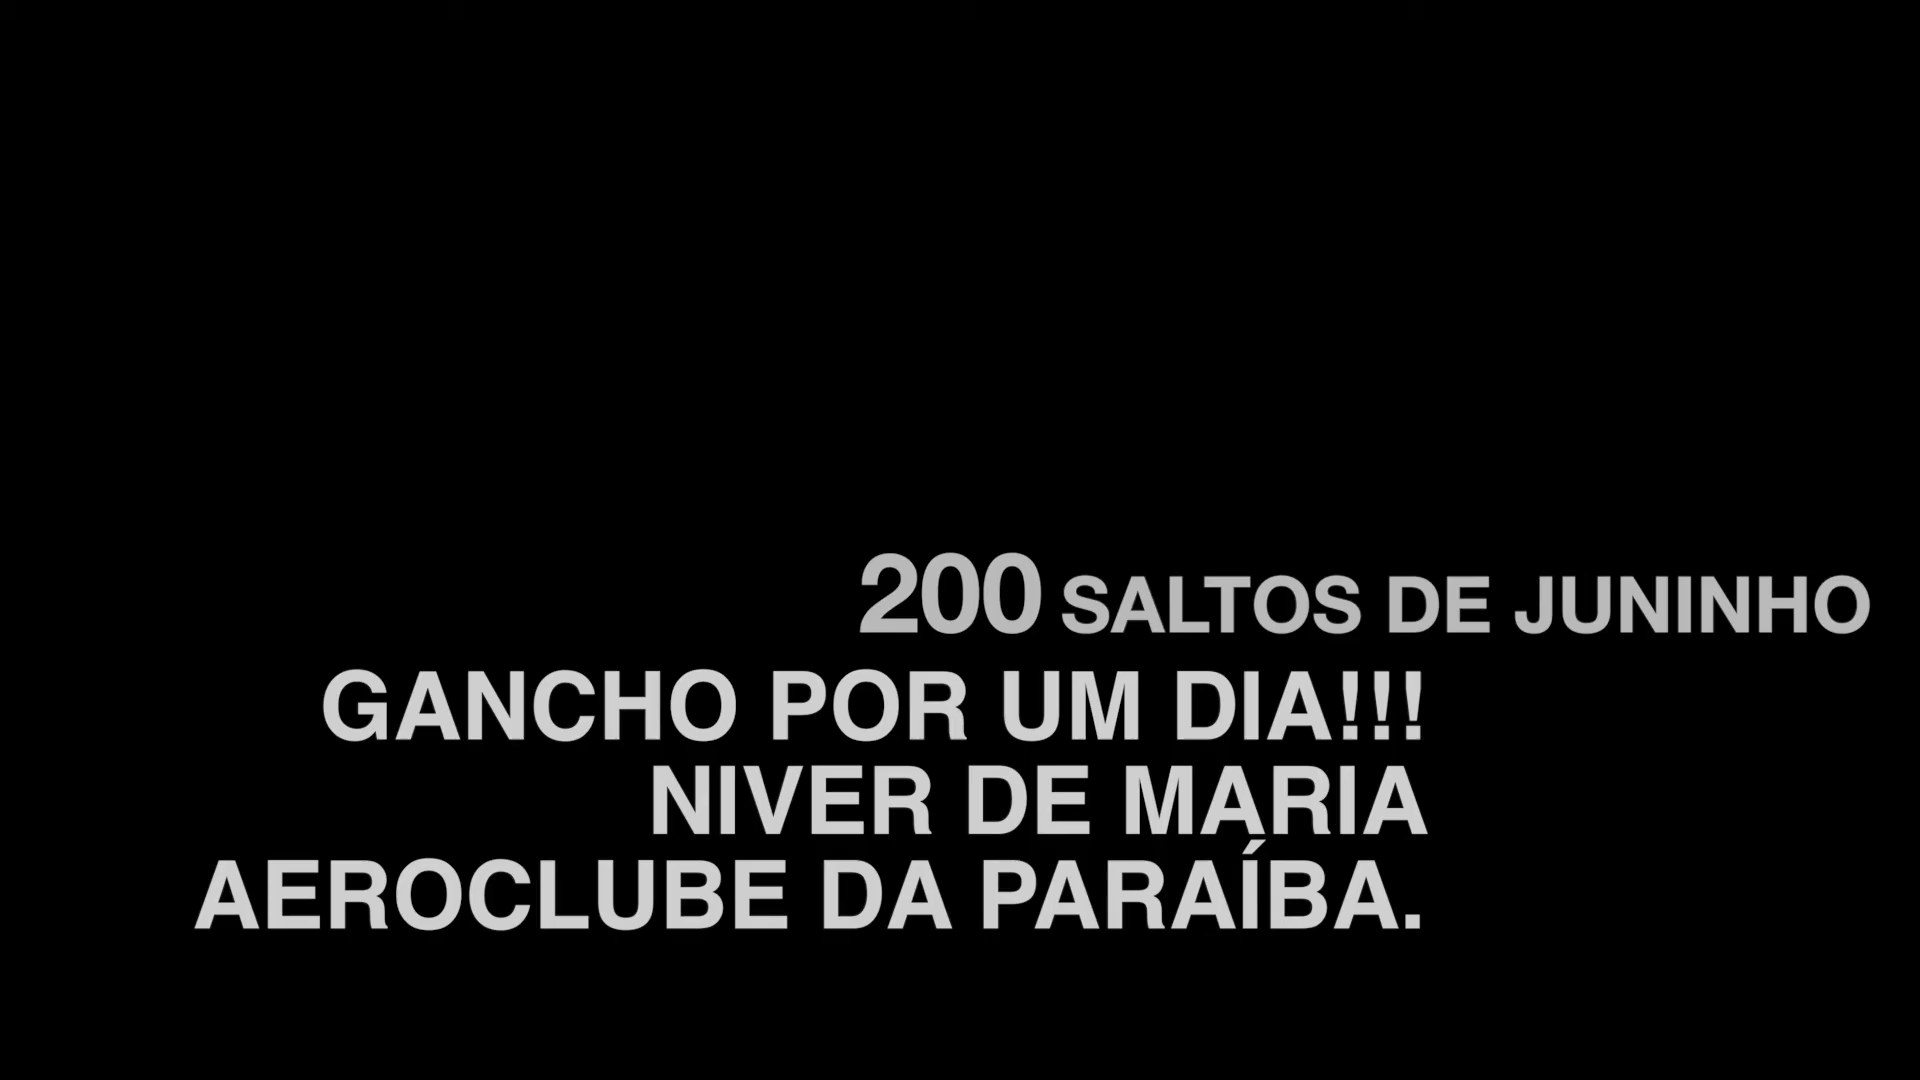 200 SALTOS DE JUNINHO
GANCHO POR UM DIA!!!
NIVER DE MARIA
AEROCLUBE DA PARAÍBA.